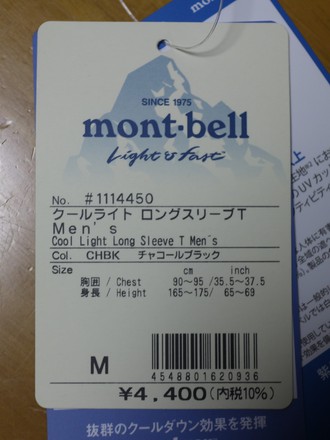 SINCE 1975
mont·bell
Light & Fast
No. #1114450
クールライト ロングスリーブT
Men's
Cool Light Long Sleeve T Men's
Col. CHBK チャコールブラック
Size cm inch
胸囲 / Chest 90~95 /35.5~37.5
身長 / Height 165~175/ 65~69
M
4548801620936
¥4,400(内税10%)
抜群のクールダウン効果を発揮